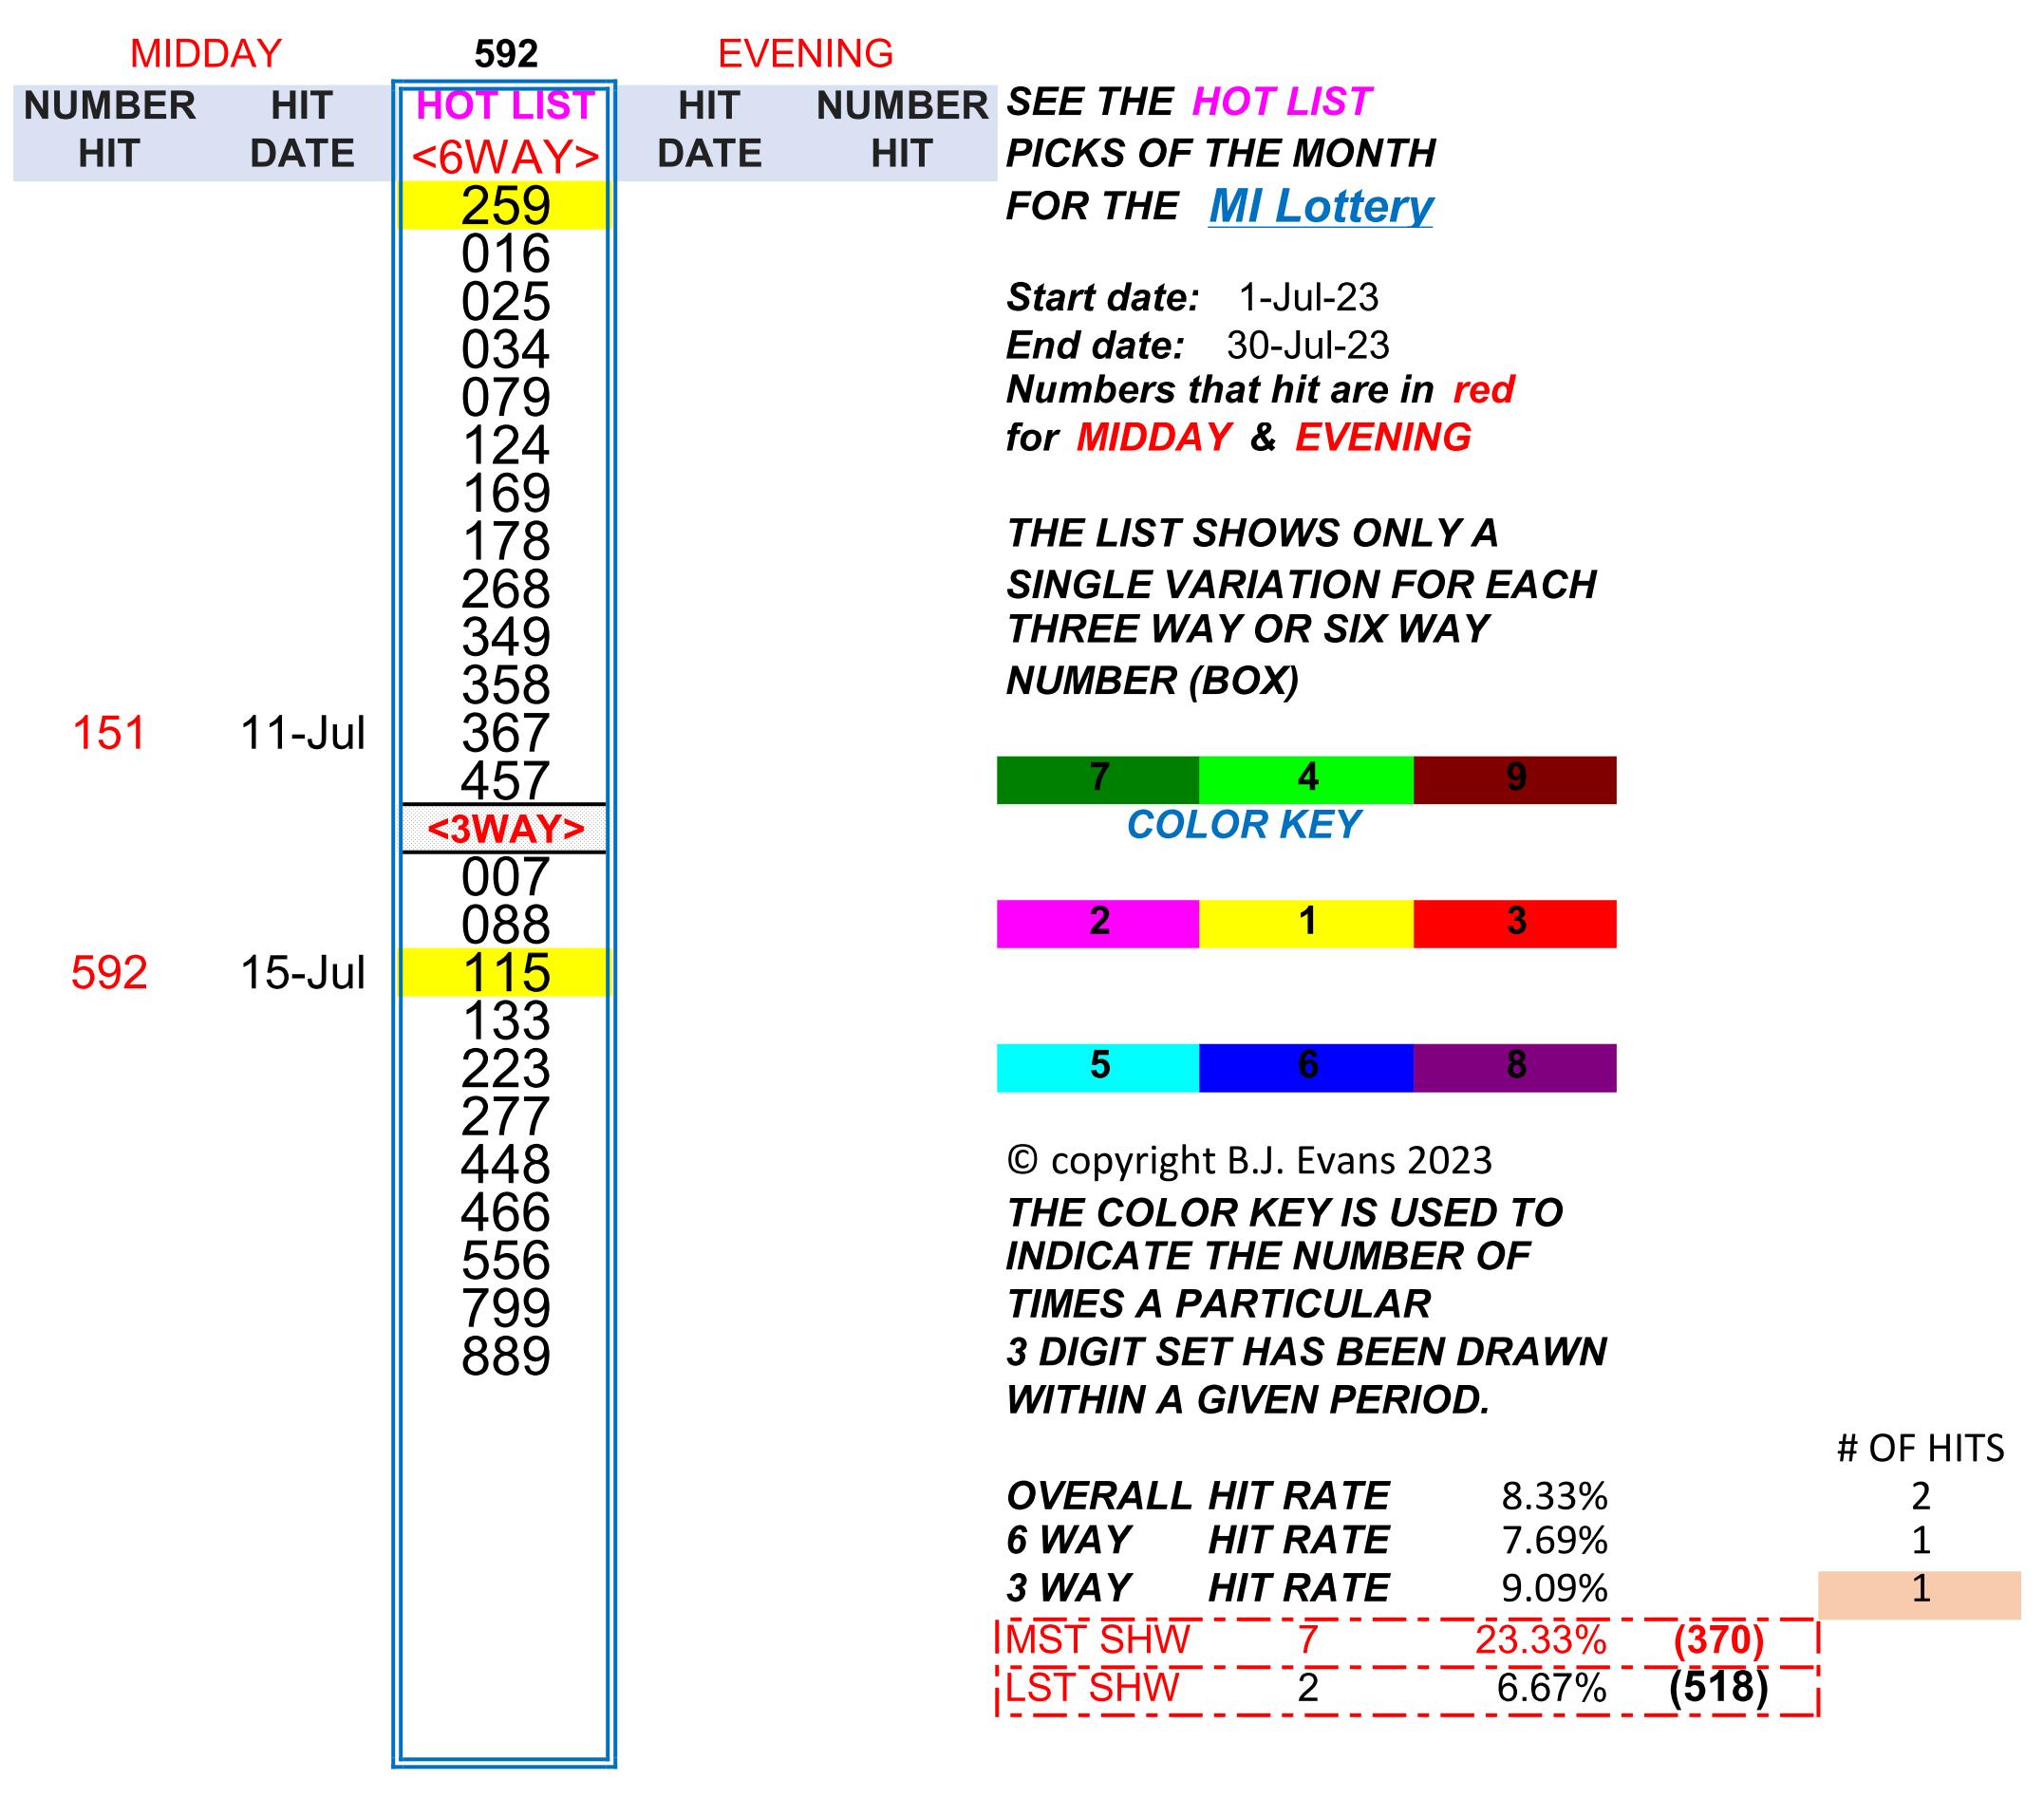 MIDDAY 592 EVENING
NUMBER HIT HOT LIST HIT NUMBER
HIT DATE <6WAY> DATE HIT
259
016
025
034
079
124
169
178
268
349
358
151 11-Jul 367
457
<3WAY>
007
088
592 15-Jul 115
133
223
277
448
466
556
799
889
SEE THE HOT LIST
PICKS OF THE MONTH
FOR THE MI Lottery
Start date: 1-Jul-23
End date: 30-Jul-23
Numbers that hit are in red
for MIDDAY & EVENING
THE LIST SHOWS ONLY A
SINGLE VARIATION FOR EACH
THREE WAY OR SIX WAY
NUMBER (BOX)
7 4 9
COLOR KEY
2 1 3
5 6 8
© copyright B.J. Evans 2023
THE COLOR KEY IS USED TO
INDICATE THE NUMBER OF
TIMES A PARTICULAR
3 DIGIT SET HAS BEEN DRAWN
WITHIN A GIVEN PERIOD.
# OF HITS
OVERALL HIT RATE 8.33% 2
6 WAY HIT RATE 7.69% 1
3 WAY HIT RATE 9.09% 1
MST SHW 7 23.33% (370)
LST SHW 2 6.67% (518)